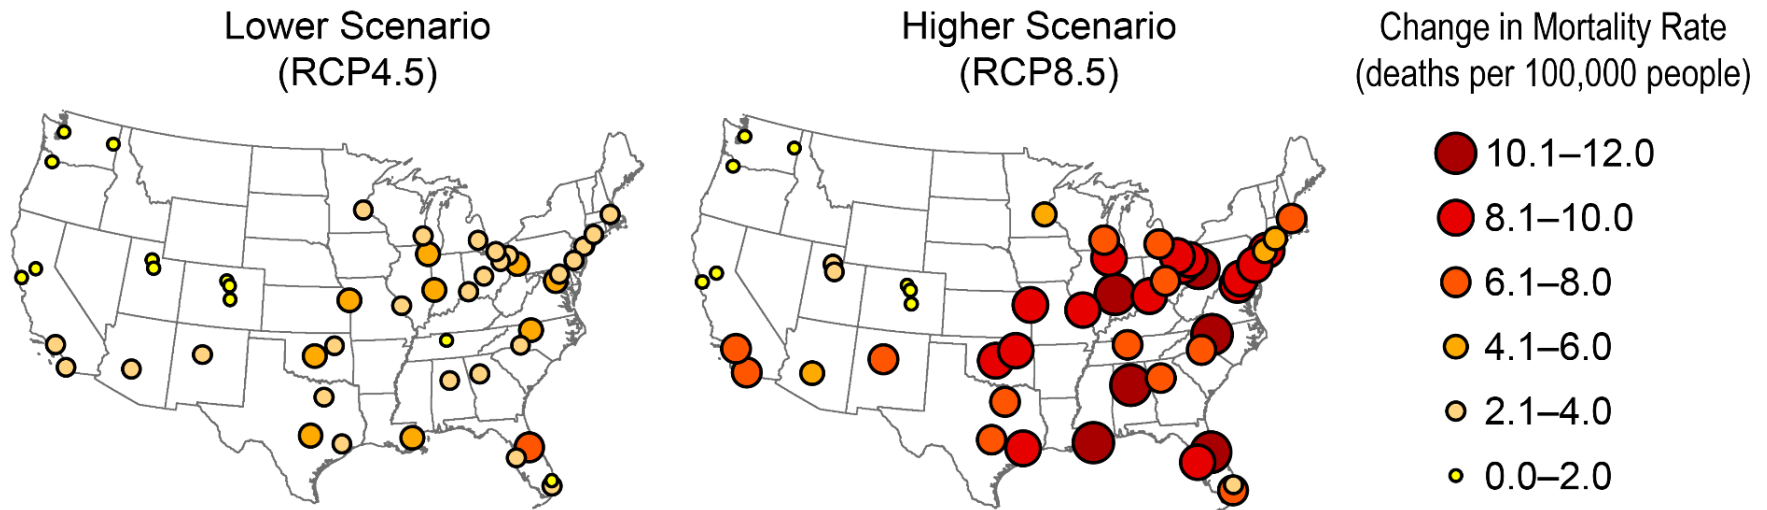 Lower Scenario
(RCP4.5)
Higher Scenario
(RCP8.5)
Change in Mortality Rate
(deaths per 100,000 people)
10.1–12.0
8.1–10.0
6.1–8.0
4.1–6.0
2.1–4.0
0.0–2.0